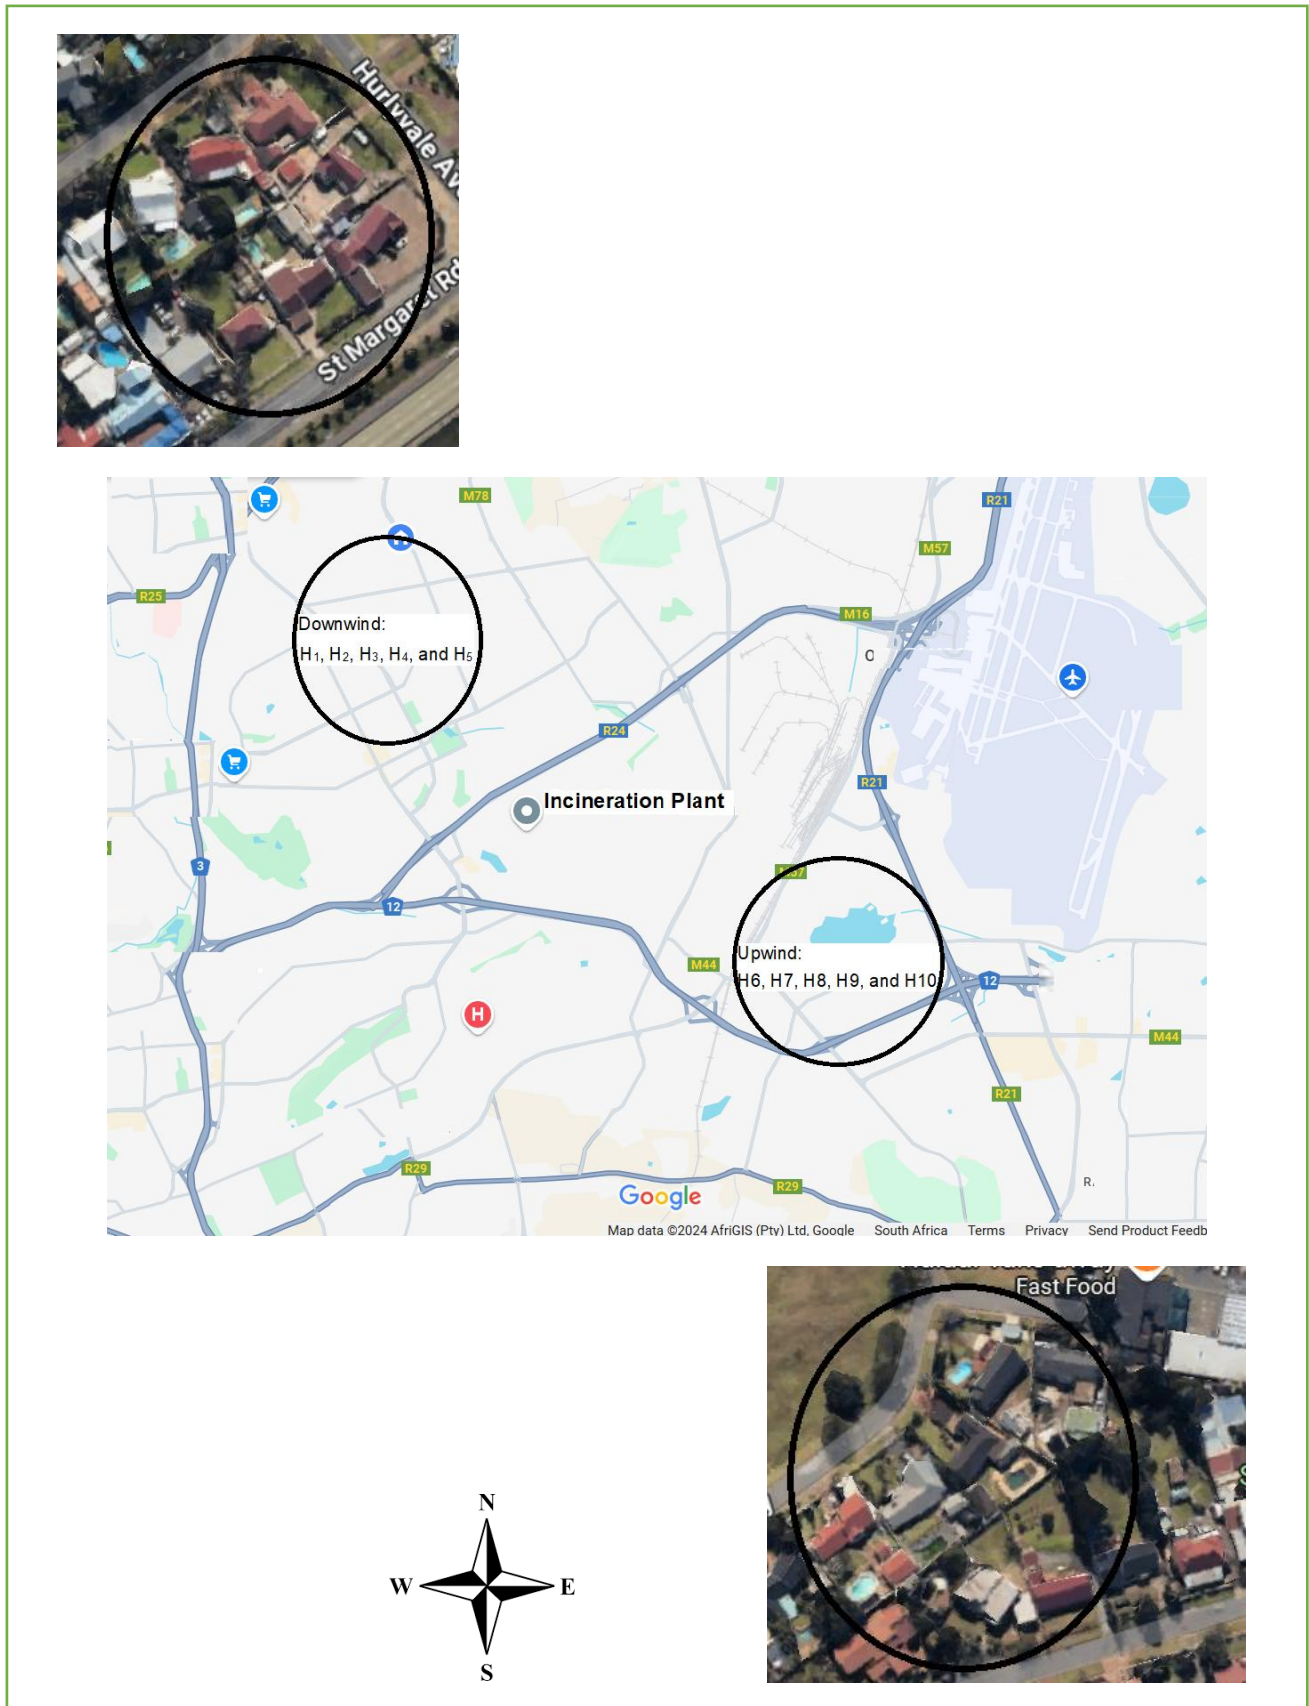 Hurlyvale Av
St Margaret Rd
M78
R21
M57
R25
M16
Downwind:
H₁, H₂, H₃, H₄, and H₅
O
R24
R21
Incineration Plant
3
12
Upwind:
M44
H6, H7, H8, H9, and H10
12
H
M44
R21
R29
R29
R.
Google
Map data ©2024 AfriGIS (Pty) Ltd, Google South Africa Terms Privacy Send Product Feedb
Fast Food
N
W
E
S